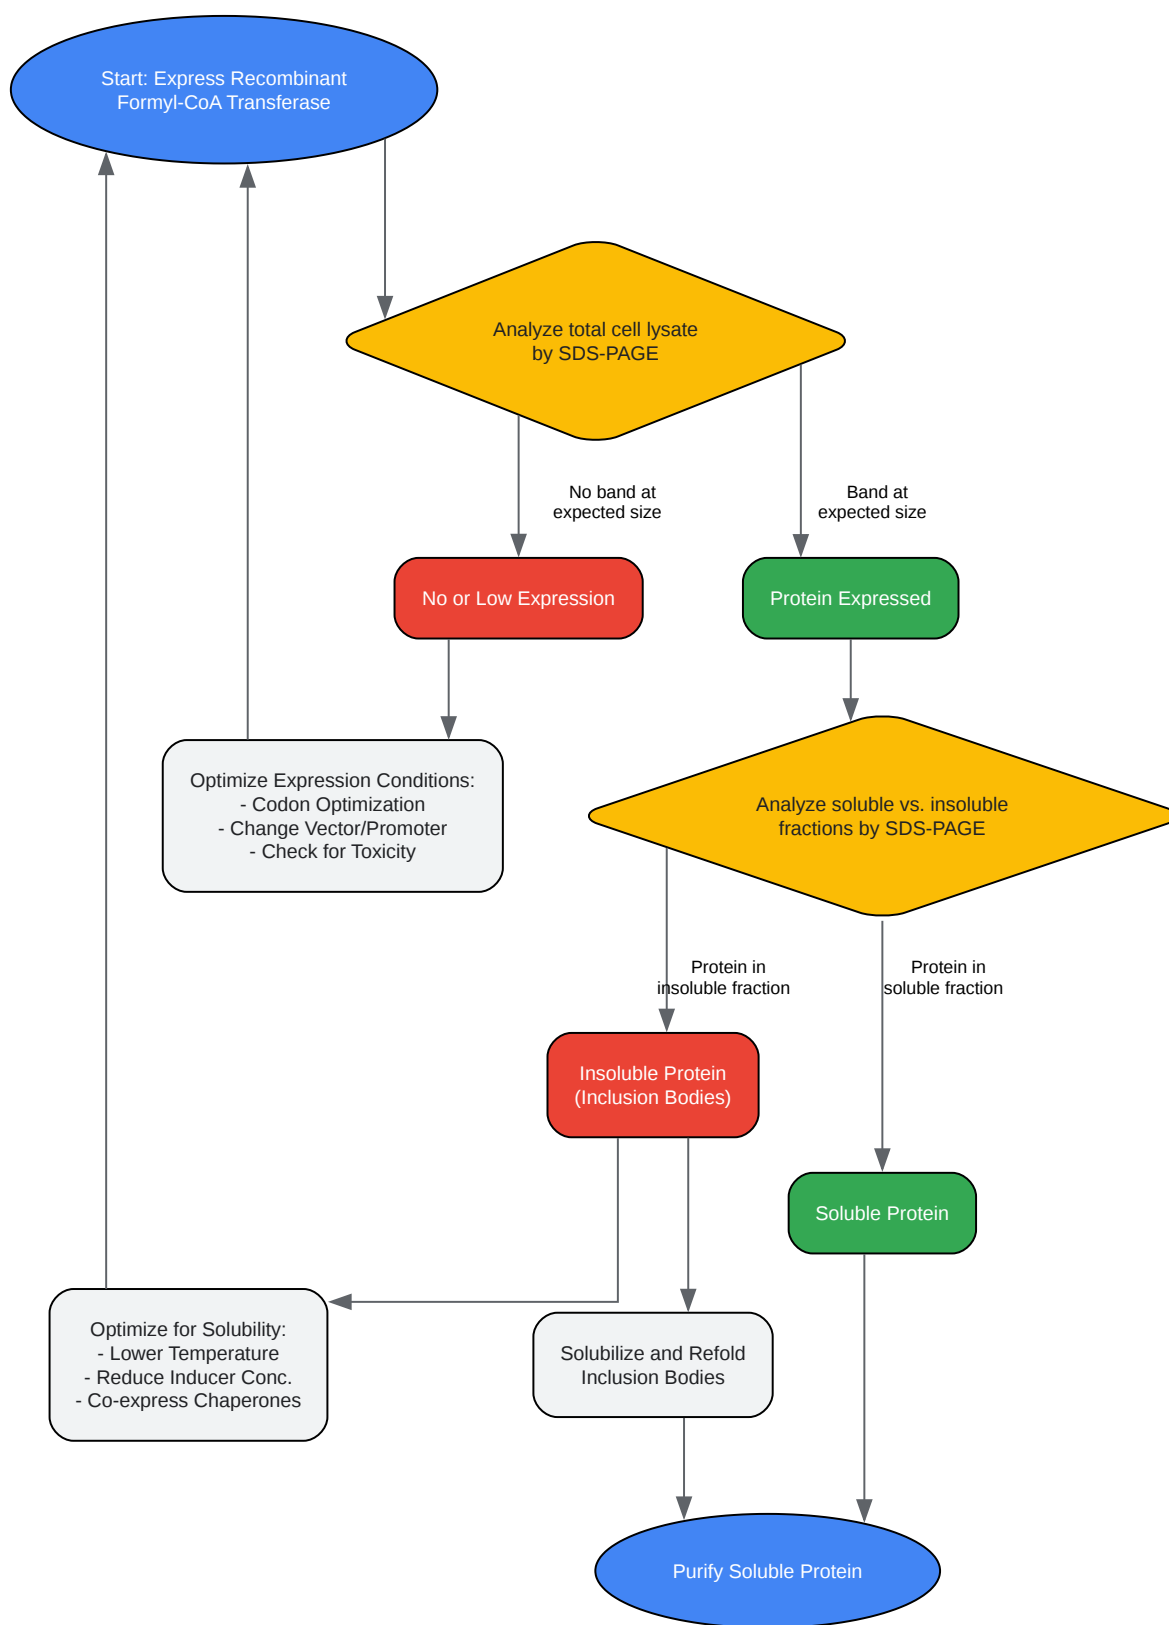 Start: Express Recombinant
Formyl-CoA Transferase
Analyze total cell lysate
by SDS-PAGE
No band at
expected size
Band at
expected size
No or Low Expression
Protein Expressed
Optimize Expression Conditions:
- Codon Optimization
- Change Vector/Promoter
- Check for Toxicity
Analyze soluble vs. insoluble
fractions by SDS-PAGE
Protein in
insoluble fraction
Protein in
soluble fraction
Insoluble Protein
(Inclusion Bodies)
Soluble Protein
Optimize for Solubility:
- Lower Temperature
- Reduce Inducer Conc.
- Co-express Chaperones
Solubilize and Refold
Inclusion Bodies
Purify Soluble Protein